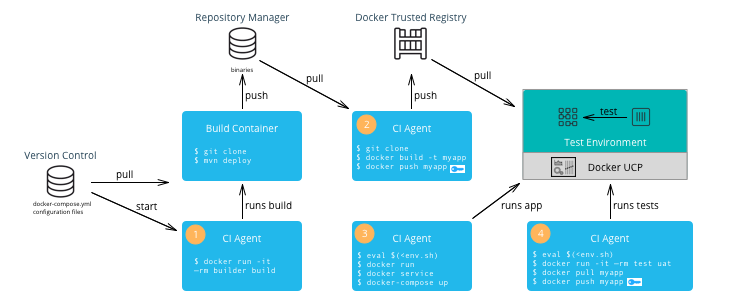 Repository Manager
Docker Trusted Registry
binaries
pull
pull
push
push
Build Container
$ git clone
$ mvn deploy
2
CI Agent
$ git clone
$ docker build -t myapp
$ docker push myapp
test
Test Environment
Docker UCP
Version Control
docker-compose.yml
configuration files
pull
start
runs build
runs app
runs tests
1
CI Agent
$ docker run -it
—rm builder build
3
CI Agent
$ eval $(<env.sh)
$ docker run
$ docker service
$ docker-compose up
4
CI Agent
$ eval $(<env.sh)
$ docker run -it —rm test uat
$ docker pull myapp
$ docker push myapp